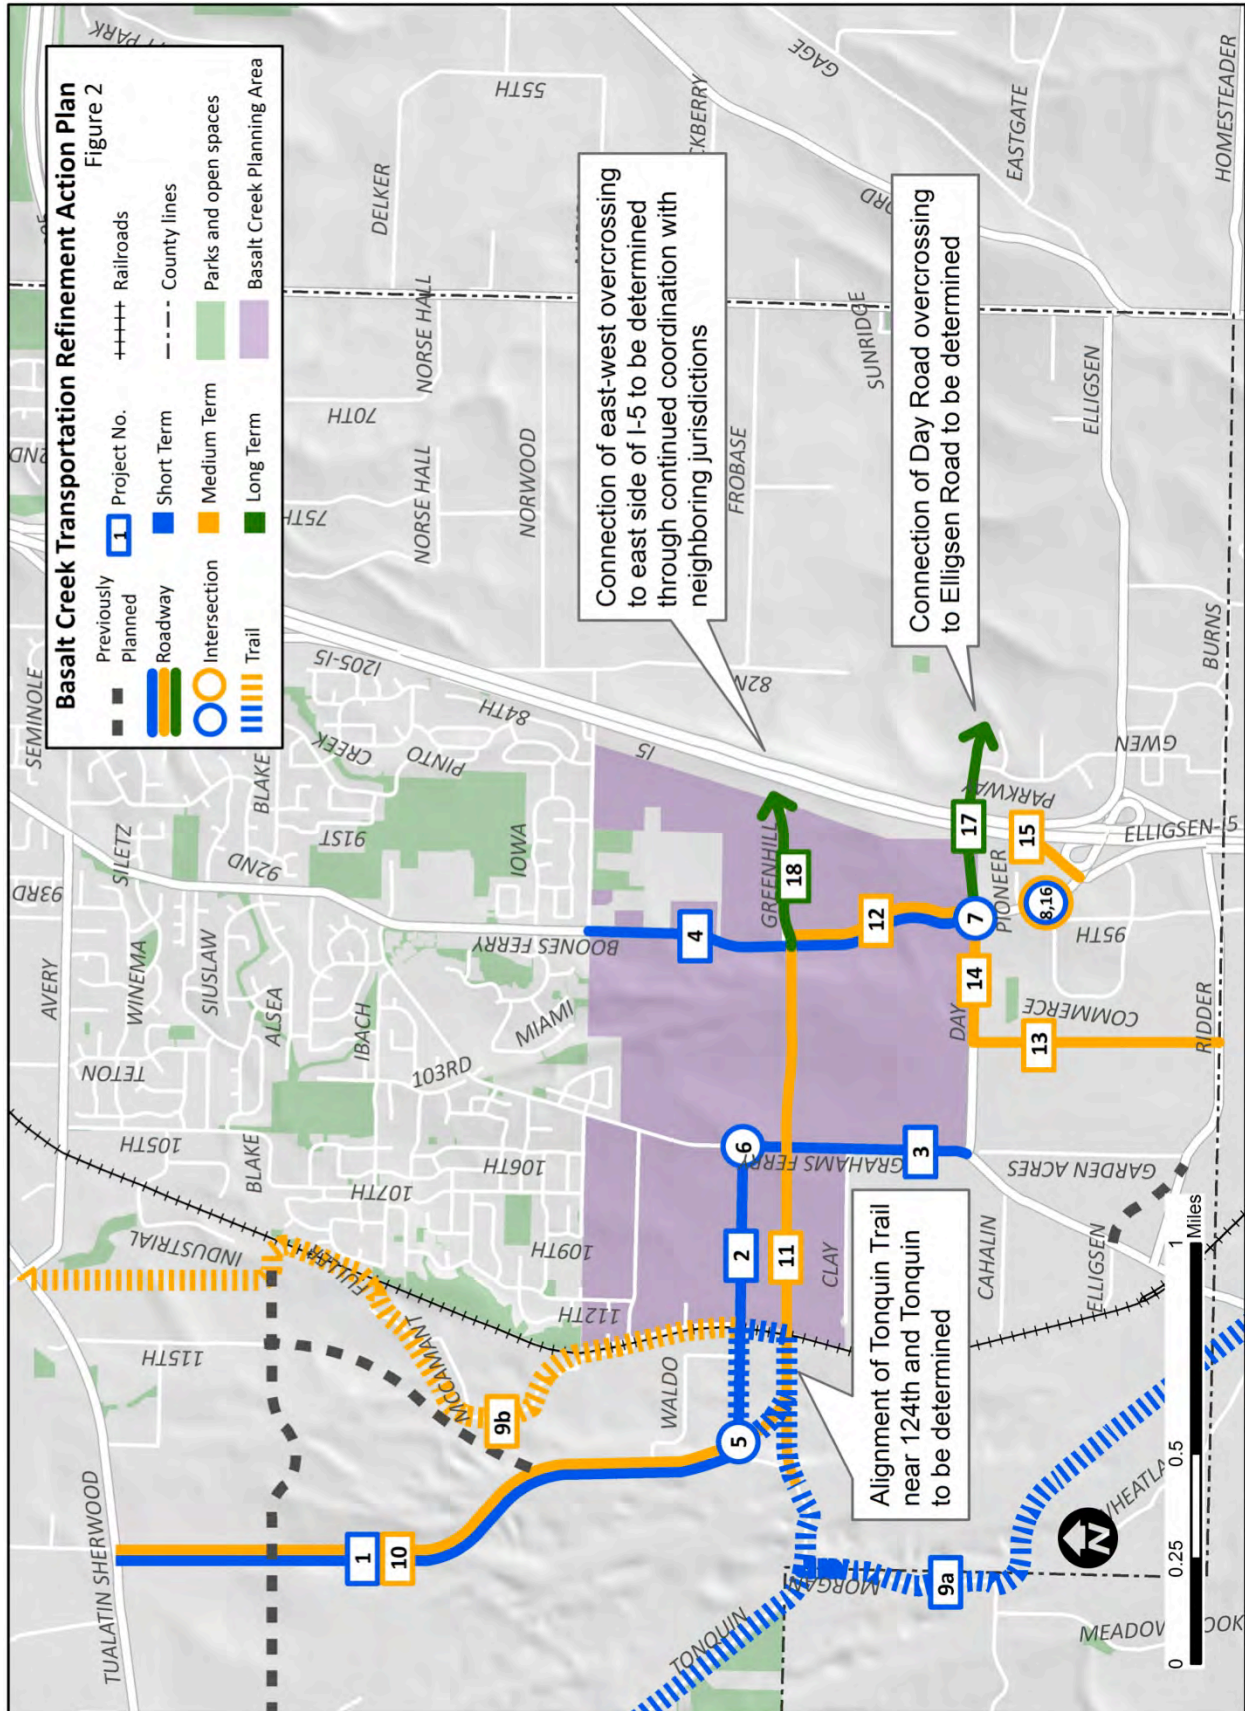 Basalt Creek Transportation Refinement Action Plan
Figure 2
Previously
Planned
Roadway
Intersection
Trail
1 Project No.
Short Term
Medium Term
Long Term
Railroads
County lines
Parks and open spaces
Basalt Creek Planning Area
Connection of east-west overcrossing
to east side of I-5 to be determined
through continued coordination with
neighboring jurisdictions
Connection of Day Road overcrossing
to Elligsen Road to be determined
Alignment of Tonquin Trail
near 124th and Tonquin
to be determined
TUALATIN SHERWOOD
115TH
INDUSTRIAL
AVERY
93RD
SEMINOLE
TETON
WINEMA
SILETZ
SIUSLAW
ALSEA
105TH
BLAKE
92ND
BLAKE
91ST
CREEK
PINTO
IBACH
107TH
106TH
103RD
MIAMI
IOWA
84TH
I205-I5
75TH
70TH
55TH
DELKER
NORSE HALL
NORSE HALL
NORWOOD
GAGE
MCCAMANT
109TH
112TH
BOONES FERRY
I5
82N
FROBASE
SUNRIDGE
EASTGATE
HOMESTEADER
ELLIGSEN
WALDO
CLAY
GRAHAMS FERRY
GREENHILL
DAY
PIONEER
PARKWAY
GWEN
BURNS
ELLIGSEN-I5
95TH
COMMERCE
RIDDER
GARDEN ACRES
CAHALIN
ELLIGSEN
TONQUIN
MORGAN
1
10
9b
5
2
11
6
3
4
18
12
7
17
14
13
15
8,16
9a
N
0
0.25
0.5
1
Miles